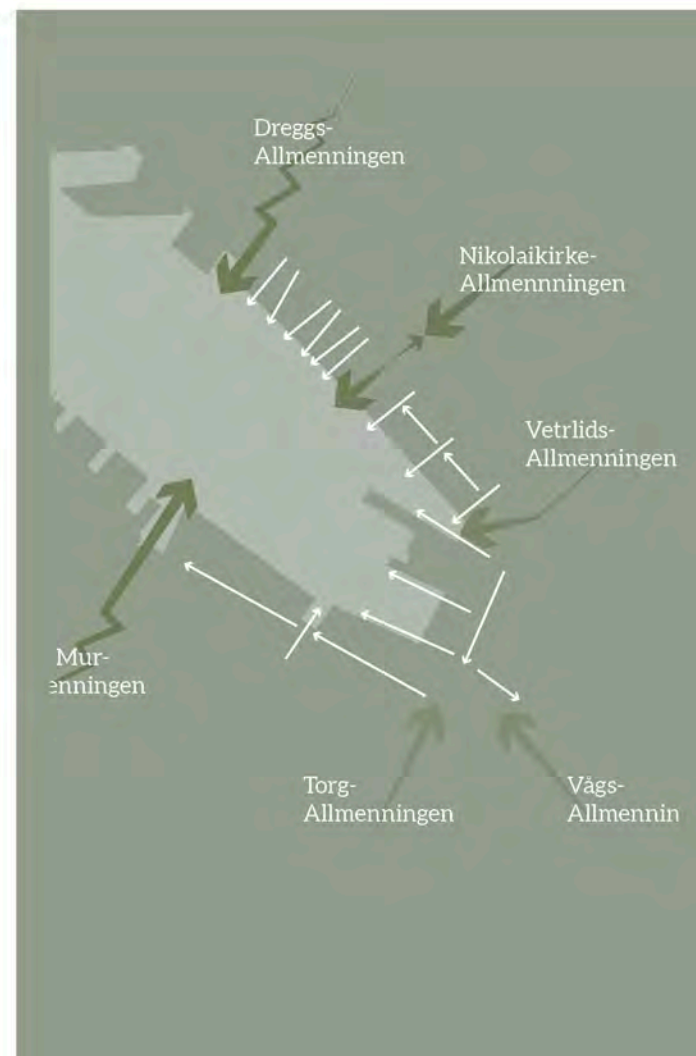 Dreggs-
Allmenningen
Nikolaikirke-
Allmennningen
Vetrlids-
Allmenningen
Mur-
enningen
Torg-
Allmenningen
Vågs-
Allmennin